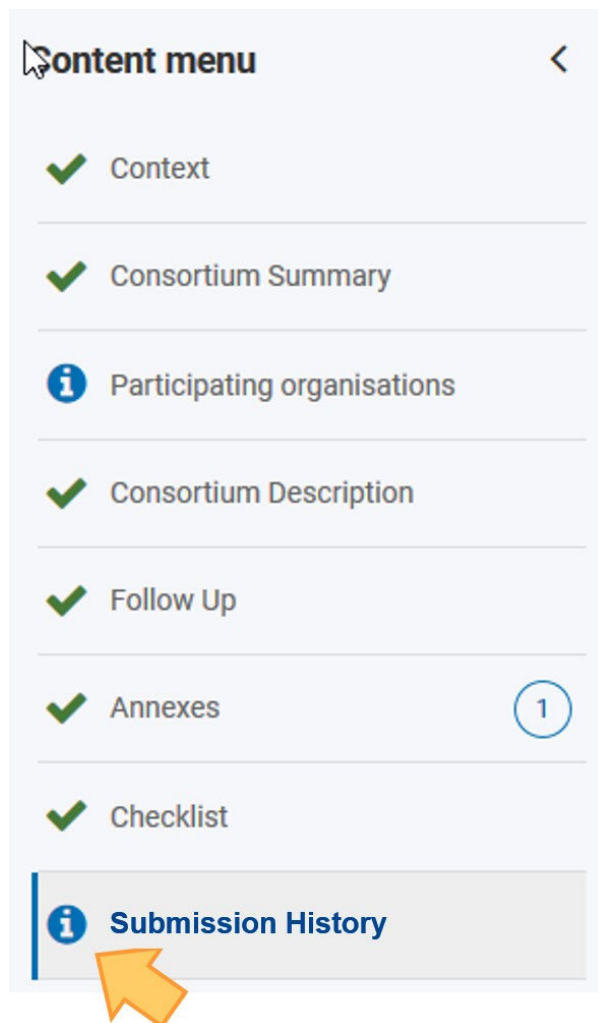 Content menu
Context
Consortium Summary
Participating organisations
Consortium Description
Follow Up
Annexes 1
Checklist
Submission History